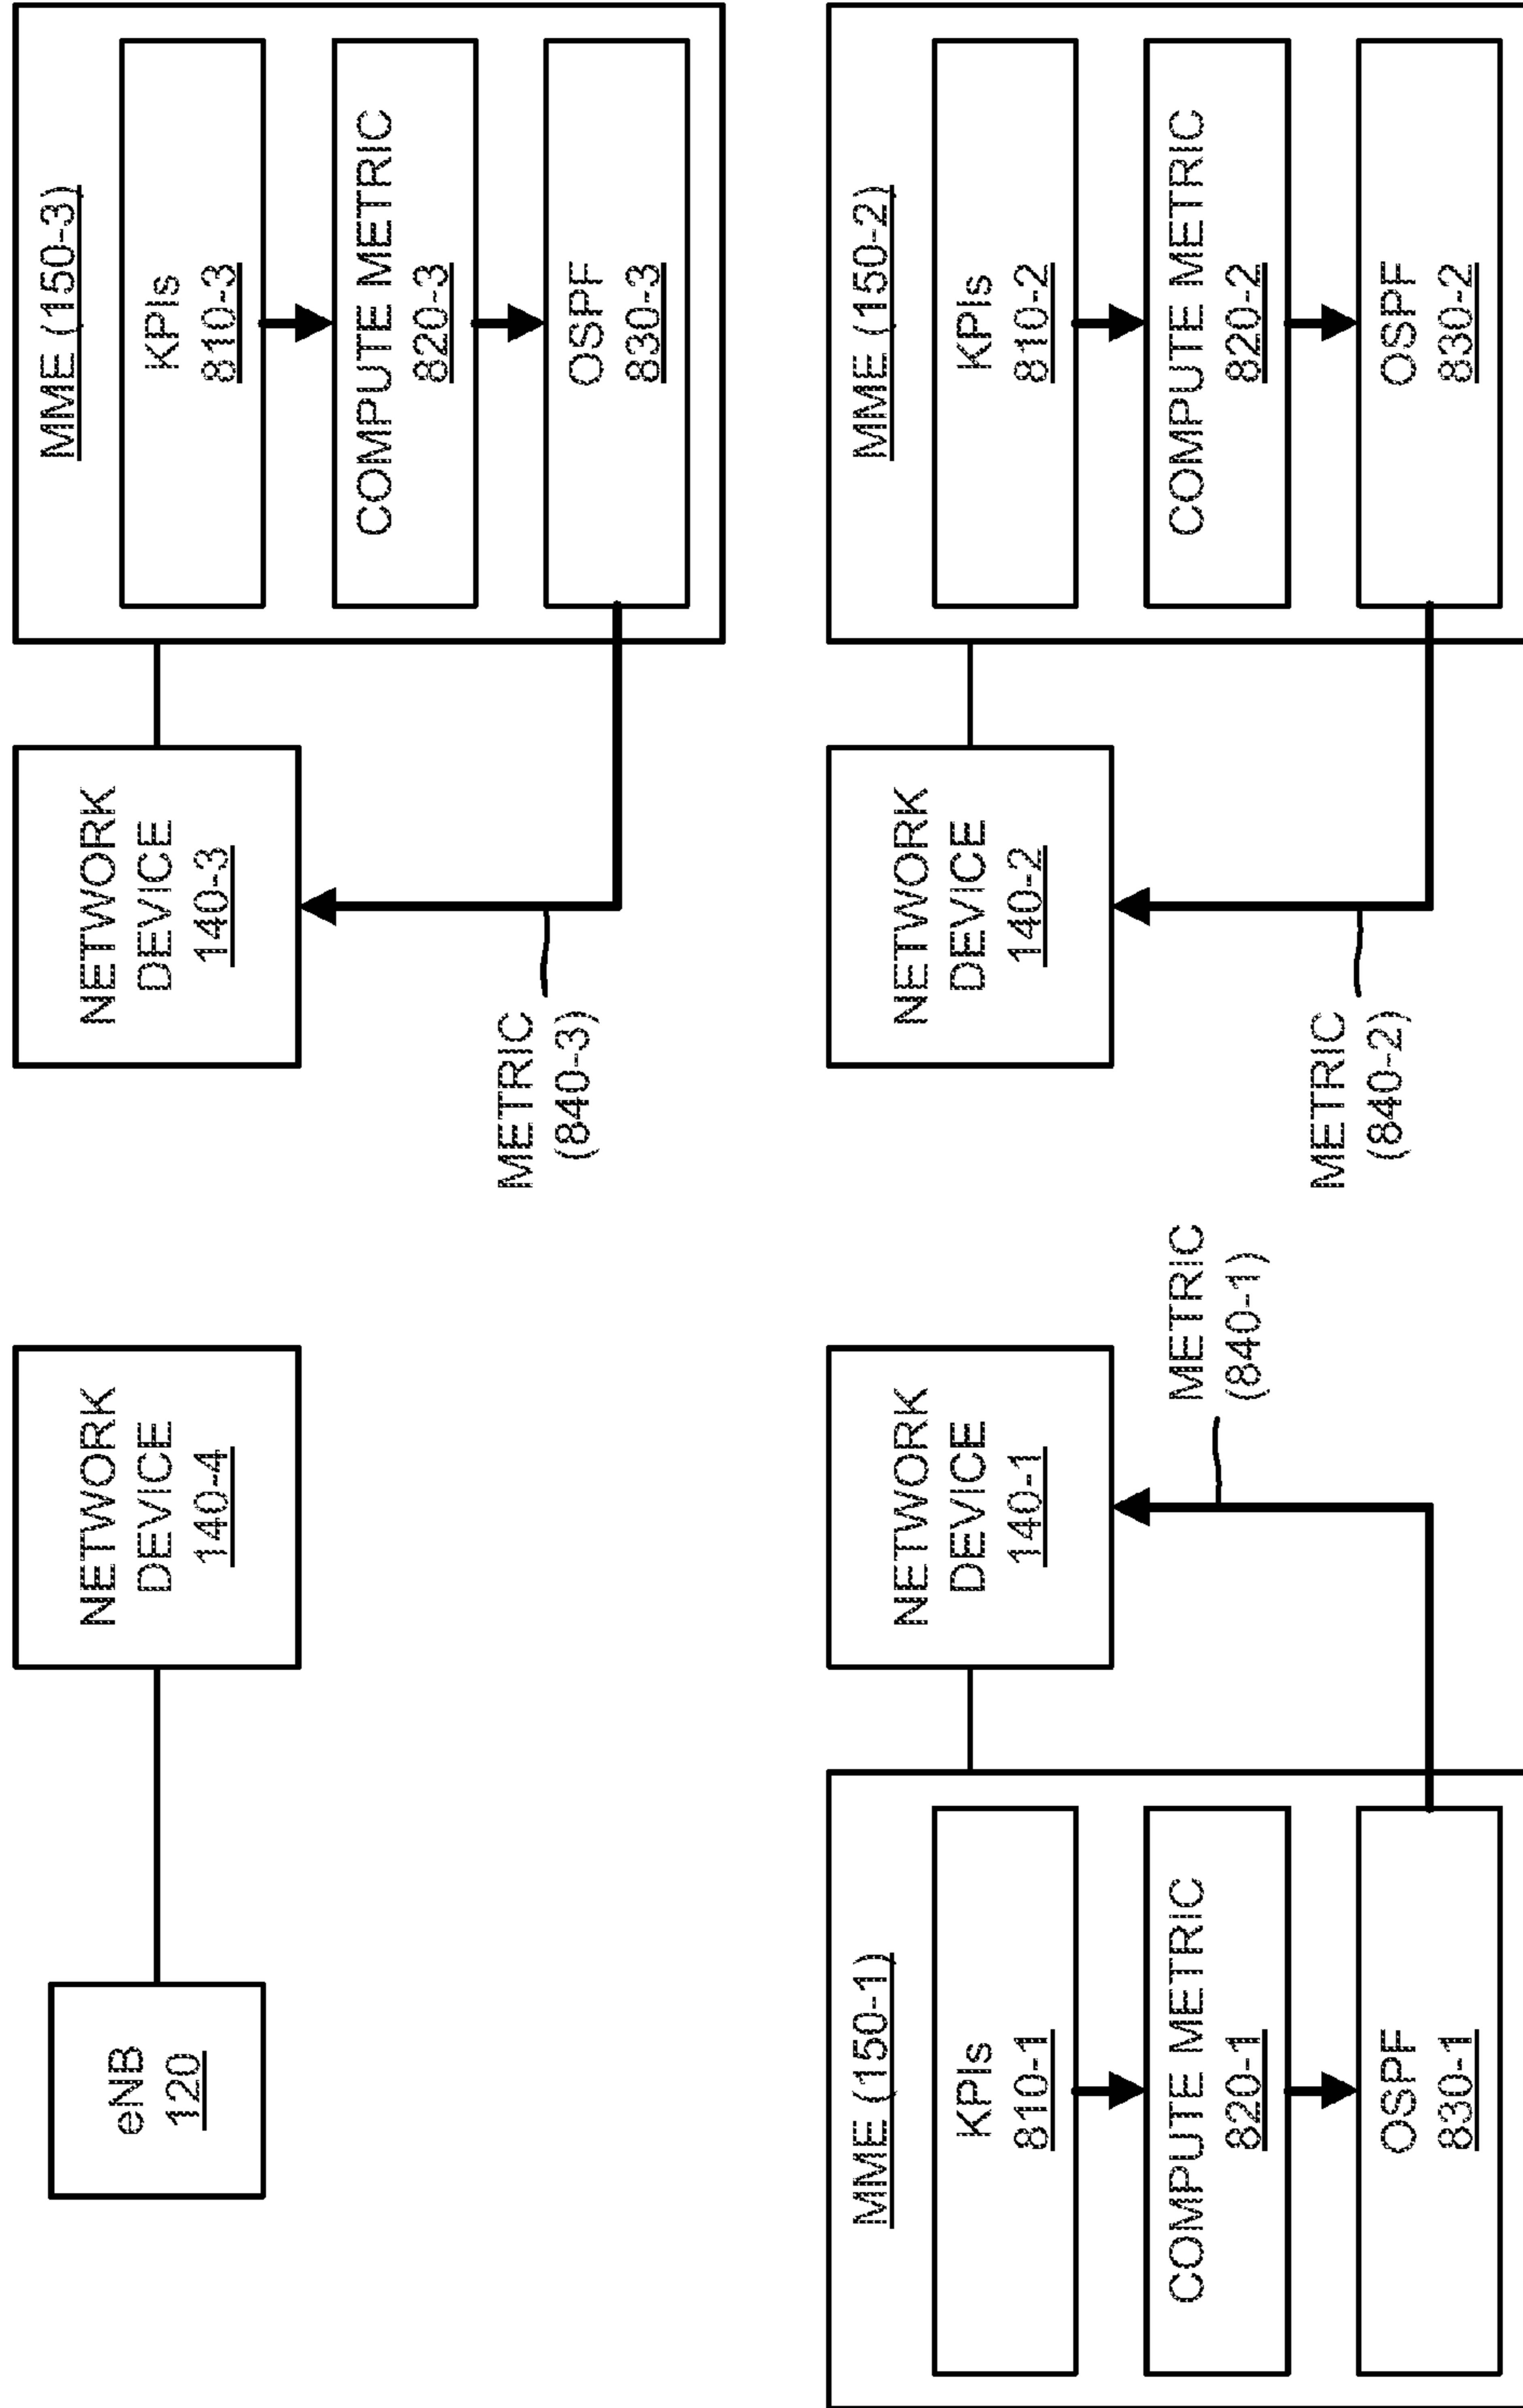 eNB
120
NETWORK
DEVICE
140-4
NETWORK
DEVICE
140-3
METRIC
(840-3)
MME (150-3)
KPIs
810-3
COMPUTE METRIC
820-3
OSPF
830-3
MME (150-1)
KPIs
810-1
COMPUTE METRIC
820-1
OSPF
830-1
NETWORK
DEVICE
140-1
METRIC
(840-1)
NETWORK
DEVICE
140-2
METRIC
(840-2)
MME (150-2)
KPIs
810-2
COMPUTE METRIC
820-2
OSPF
830-2